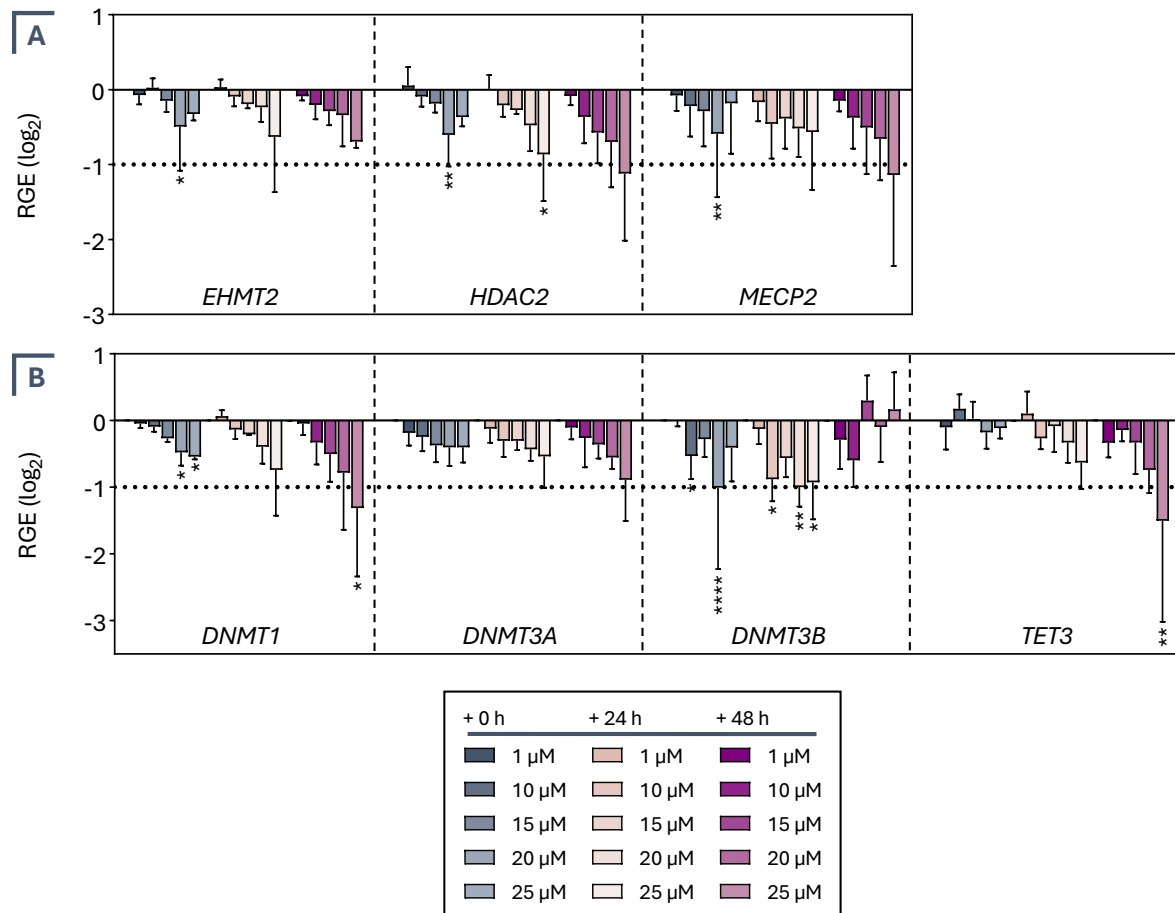 A
RGE (log2)
1
0
-1
-2
-3
* ** * **
EHMT2 HDAC2 MECP2
B
RGE (log2)
1
0
-1
-2
-3
* * * * **** * ** * **
DNMT1 DNMT3A DNMT3B TET3
+ 0 h + 24 h + 48 h
1 µM 1 µM 1 µM
10 µM 10 µM 10 µM
15 µM 15 µM 15 µM
20 µM 20 µM 20 µM
25 µM 25 µM 25 µM